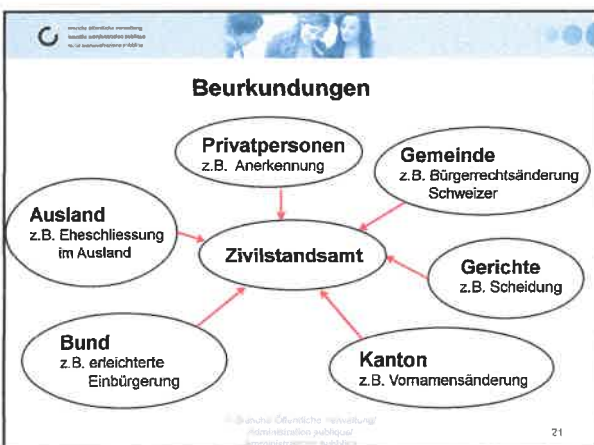 Beurkundungen
Privatpersonen
z.B. Anerkennung
Gemeinde
z.B. Bürgerrechtsänderung
Schweizer
Ausland
z.B. Eheschliessung
im Ausland
Zivilstandsamt
Gerichte
z.B. Scheidung
Bund
z.B. erleichterte
Einbürgerung
Kanton
z.B. Vornamensänderung
21